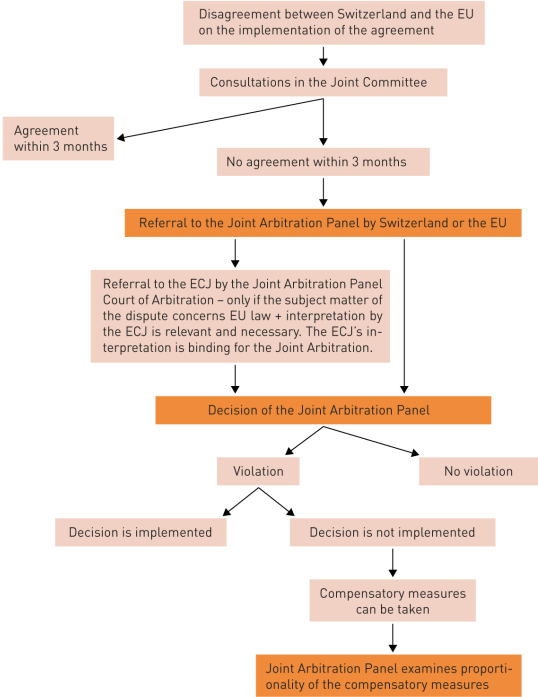 Disagreement between Switzerland and the EU
on the implementation of the agreement
Consultations in the Joint Committee
Agreement
within 3 months
No agreement within 3 months
Referral to the Joint Arbitration Panel by Switzerland or the EU
Referral to the ECJ by the Joint Arbitration Panel
Court of Arbitration – only if the subject matter of
the dispute concerns EU law + interpretation by
the ECJ is relevant and necessary. The ECJ's in-
terpretation is binding for the Joint Arbitration.
Decision of the Joint Arbitration Panel
Violation
No violation
Decision is implemented
Decision is not implemented
Compensatory measures
can be taken
Joint Arbitration Panel examines proporti-
onality of the compensatory measures